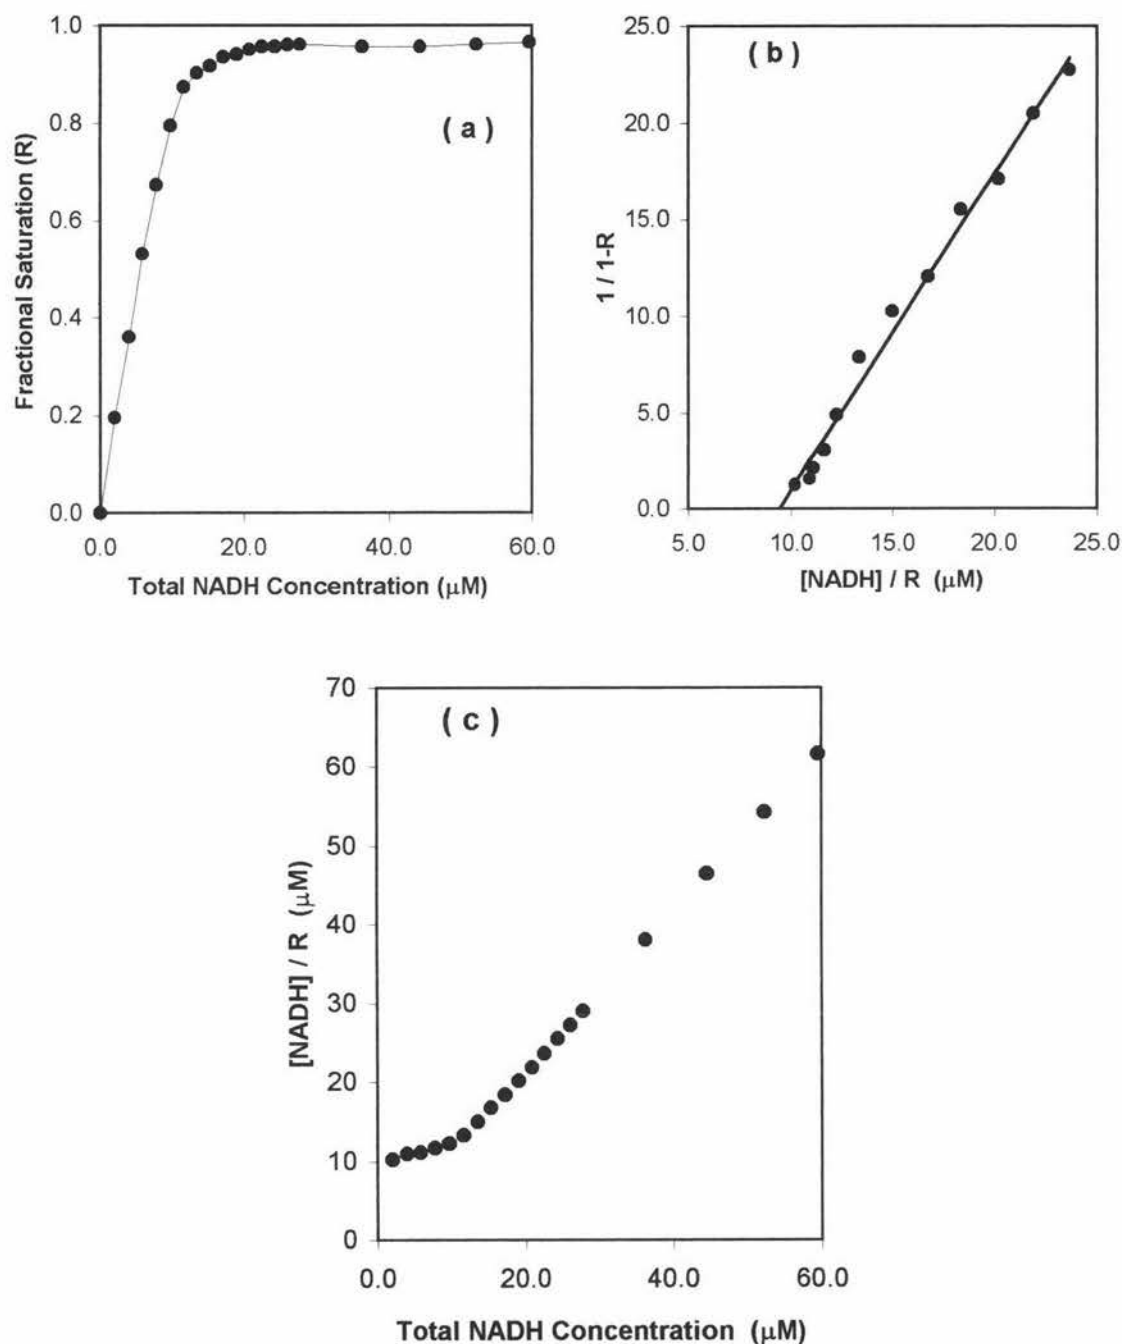 1.0
0.8
0.6
0.4
0.2
0.0
Fractional Saturation (R)
( a )
0.0 20.0 40.0 60.0
Total NADH Concentration (μM)
25.0
20.0
15.0
10.0
5.0
0.0
1 / 1-R
( b )
5.0 10.0 15.0 20.0 25.0
[NADH] / R (μM)
70
60
50
40
30
20
10
0
[NADH] / R (μM)
( c )
0.0 20.0 40.0 60.0
Total NADH Concentration (μM)